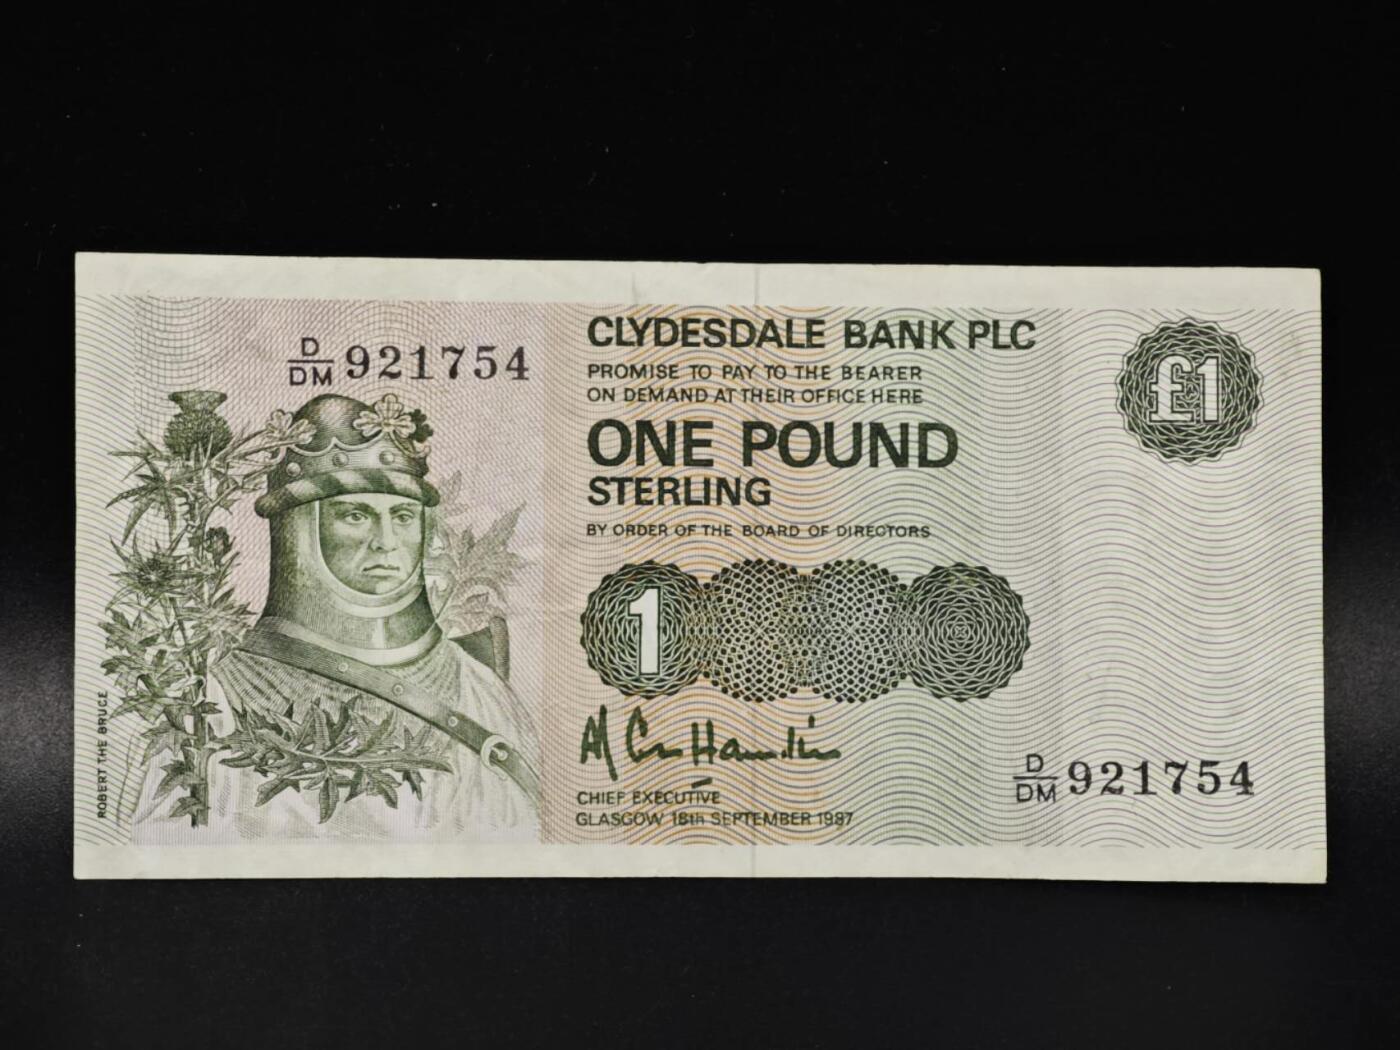 CLYDESDALE BANK PLC
PROMISE TO PAY TO THE BEARER
ON DEMAND AT THEIR OFFICE HERE
ONE POUND
STERLING
BY ORDER OF THE BOARD OF DIRECTORS
£1
D/DM 921754
1
CHIEF EXECUTIVE
GLASGOW 18th SEPTEMBER 1987
D/DM 921754
ROBERT THE BRUCE